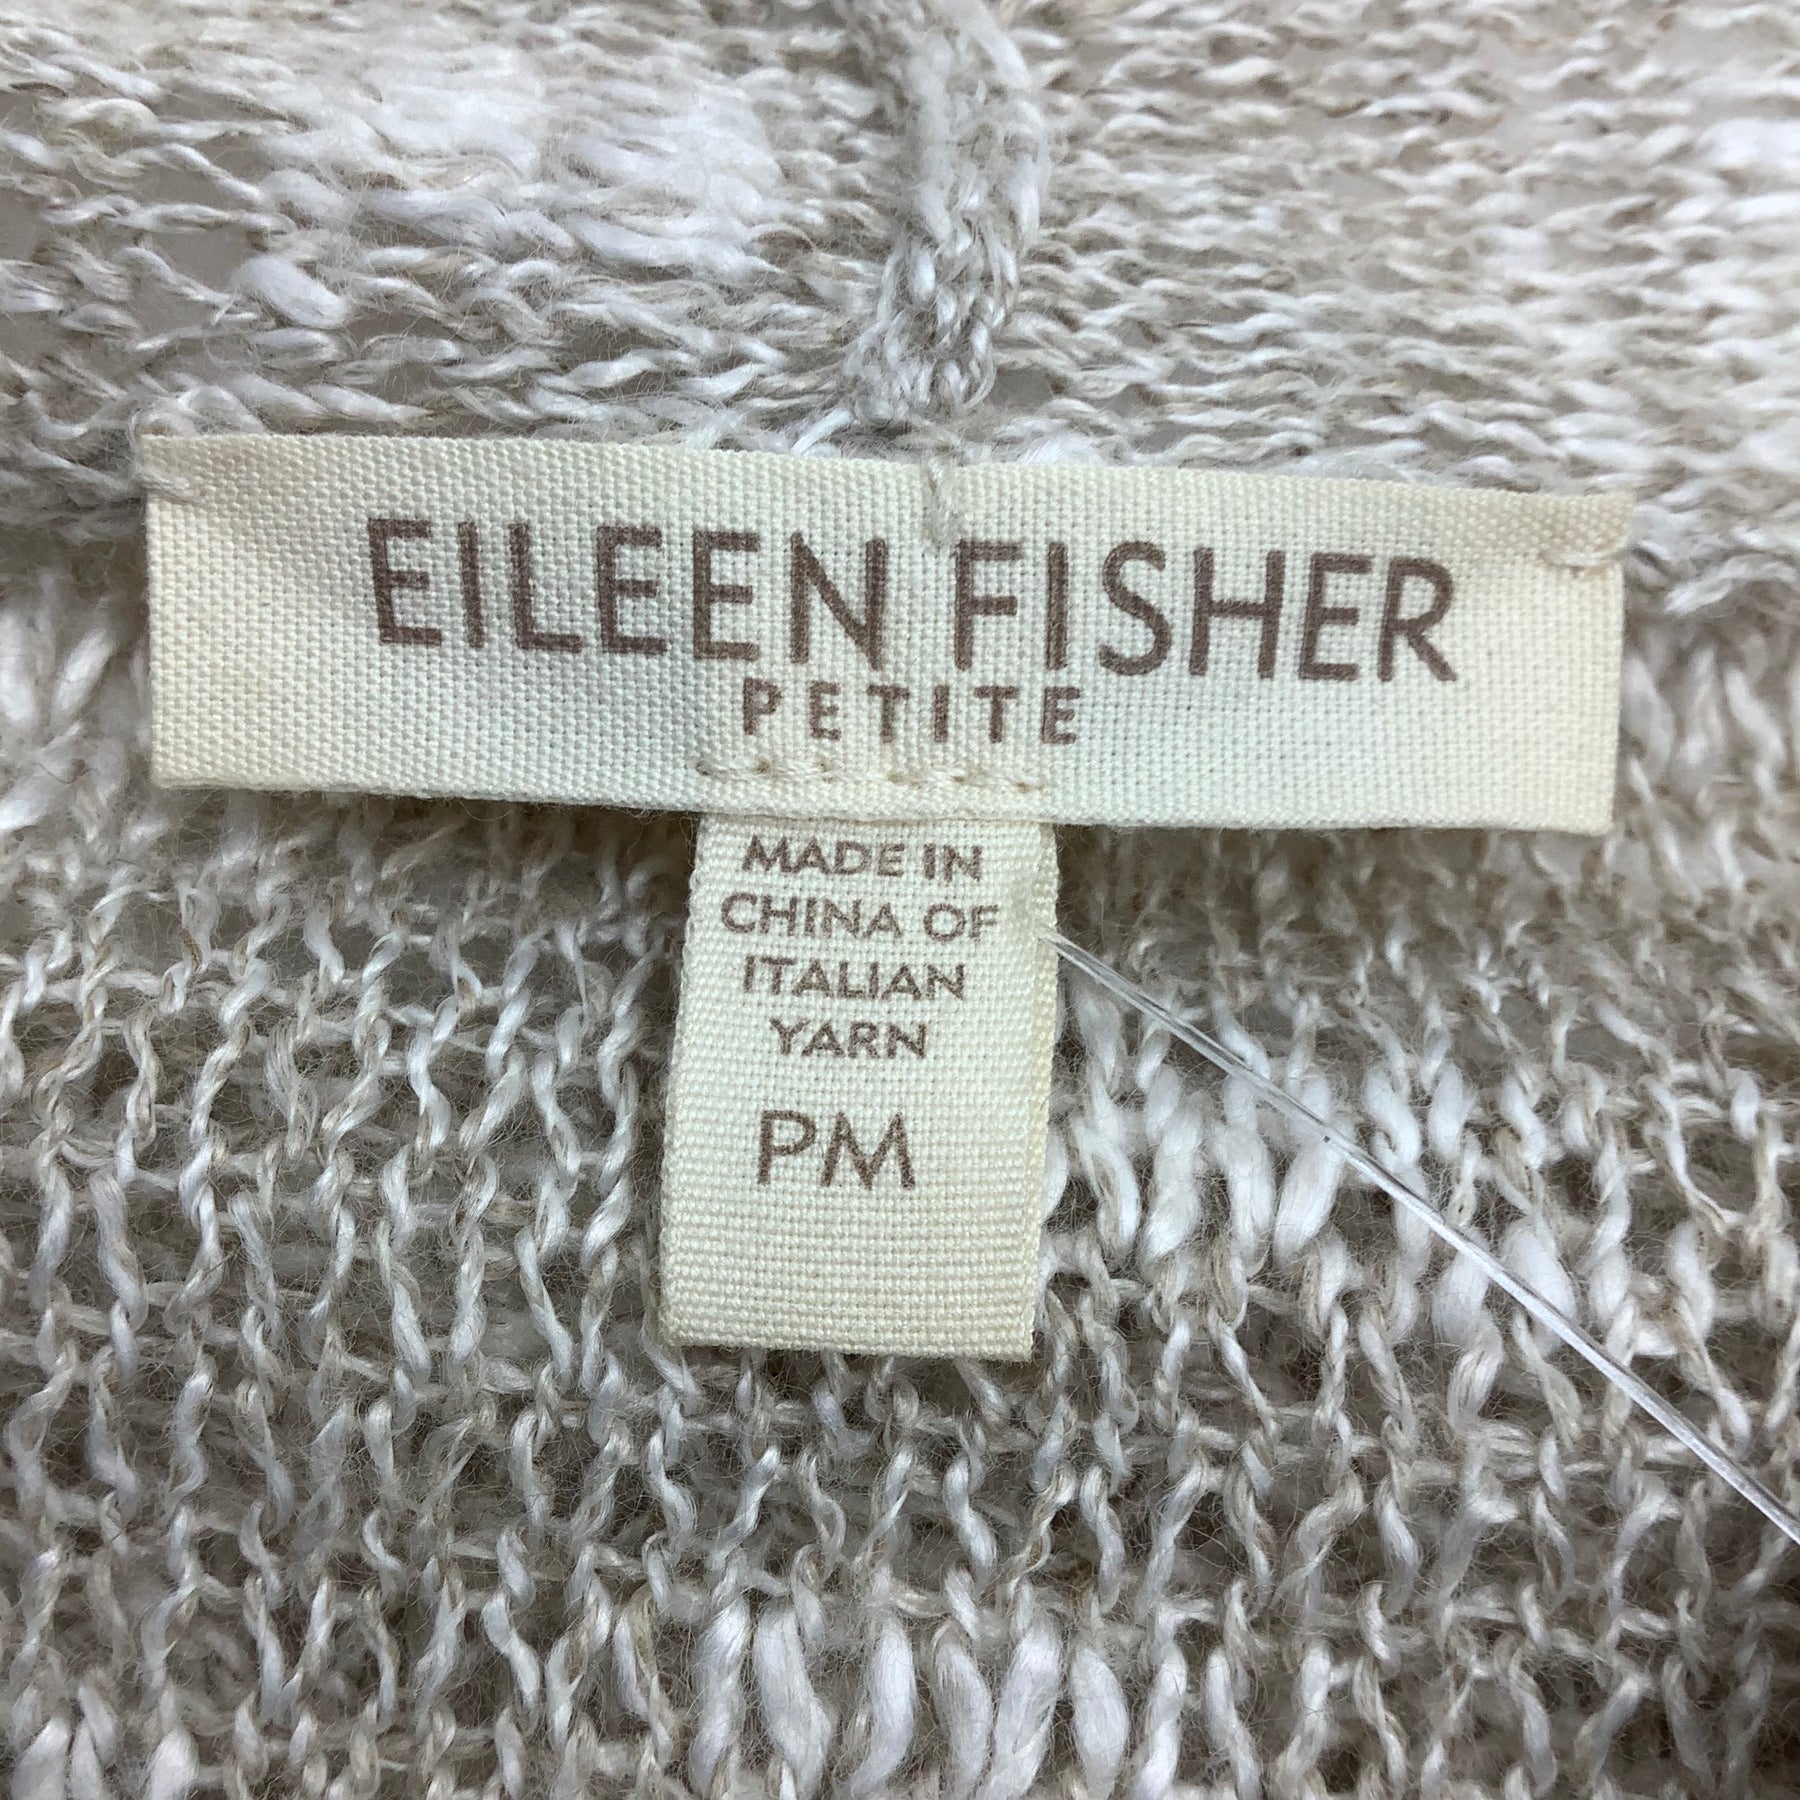 EILEEN FISHER
PETITE
MADE IN
CHINA OF
ITALIAN
YARN
PM